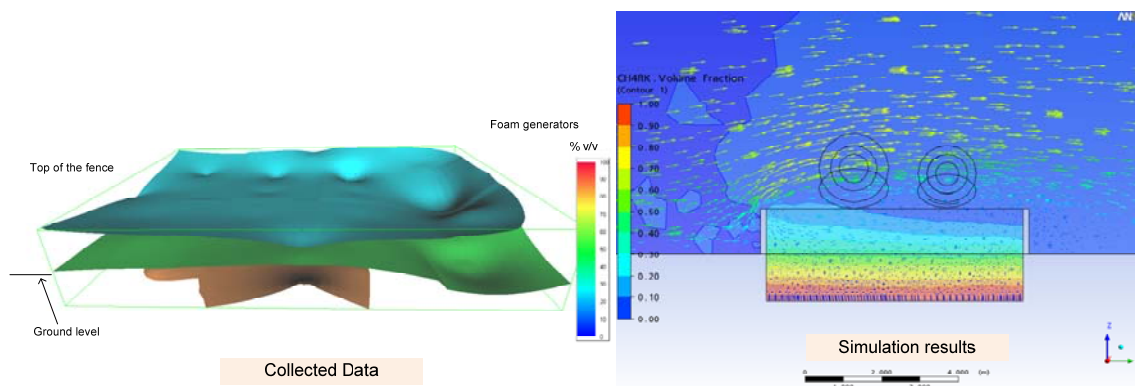 Foam generators
Top of the fence
% v/v
100
90
80
70
60
50
40
30
20
10
0
Ground level
Collected Data
AN
CH4RK.Volume Fraction
(Contour 1)
1.00
0.90
0.80
0.70
0.60
0.50
0.40
0.30
0.20
0.10
0.00
Simulation results
Z
0 2.000 4.000 (m)